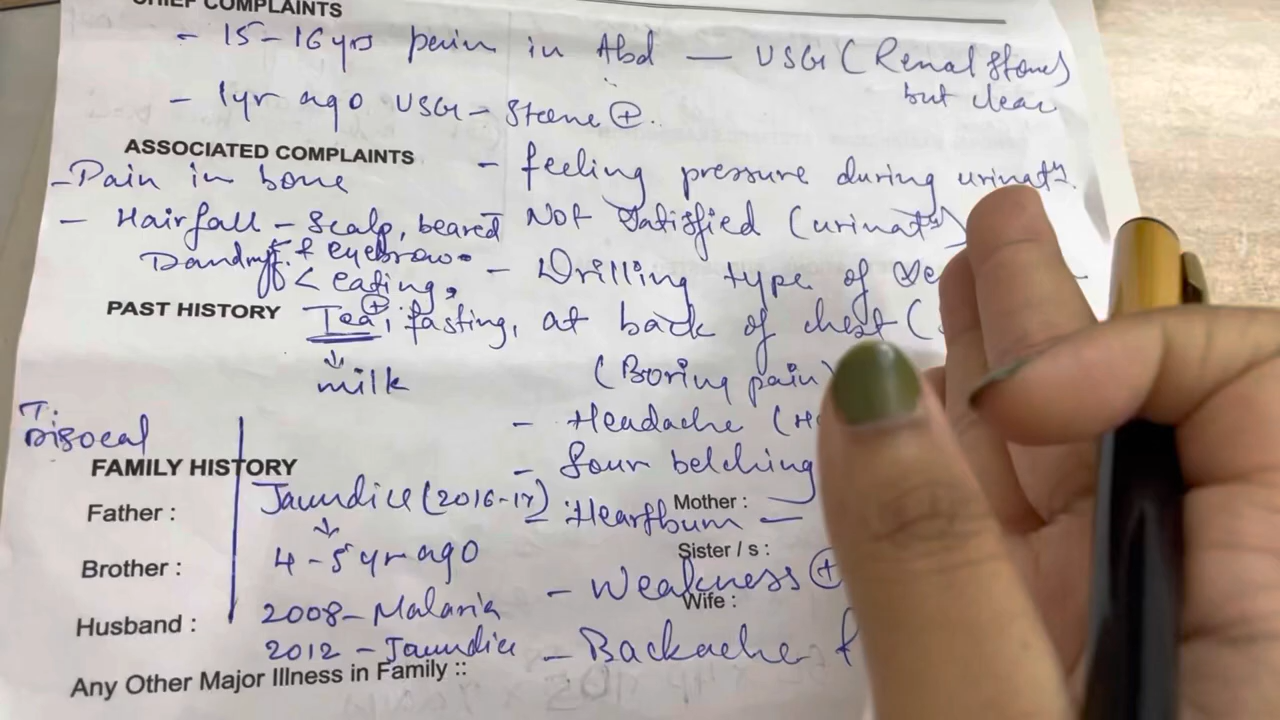 CHIEF COMPLAINTS
- 15-16 yrs pain in Abd — USG (Renal stone)
but clear
- 1yr ago USG - Stone ⊕.
ASSOCIATED COMPLAINTS
- feeling pressure during urinatn.
- Pain in bone
- Hairfall - Scalp, beared
Not Satisfied (urinatn)
Dandruff. & eyebrow
- Drilling type of
< eating,
PAST HISTORY
Tea, fasting, at back of chest (
⊕
↓
milk
(Boring pain)
- Headache (
- Sour belching
FAMILY HISTORY
Jaundice (2016-17)
Father :
Mother :
- Heartburn —
↓
4-5 yr ago
Brother :
Sister / s :
- Weakness ⊕
Wife :
2008 - Malaria
Husband :
2012 - Jaundice
- Backache
Any Other Major Illness in Family ::